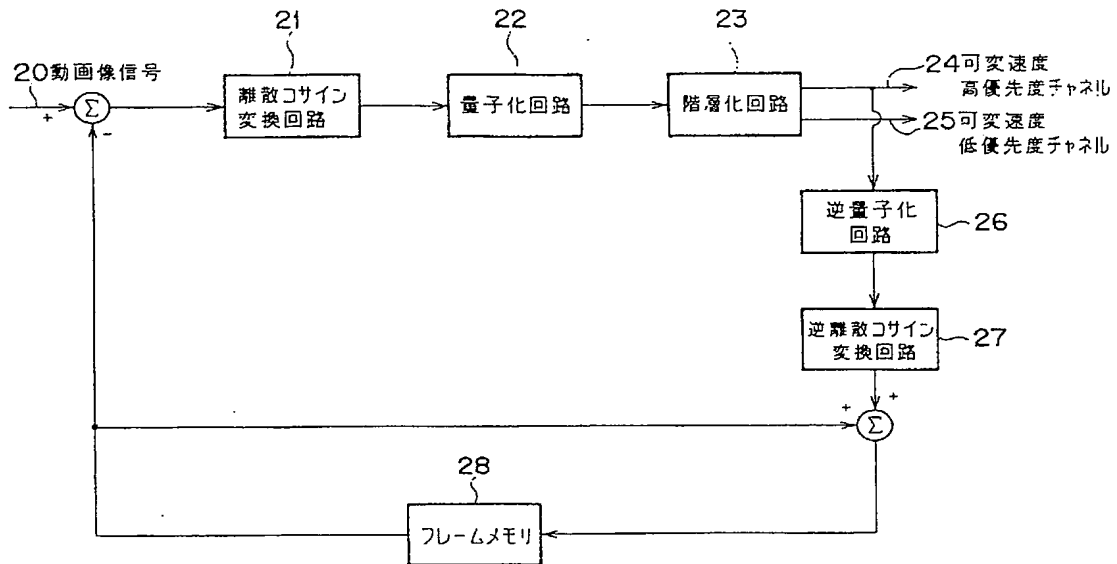 21
22
23
20動画像信号
+
Σ
-
離散コサイン
変換回路
量子化回路
階層化回路
24可変速度
高優先度チャネル
25可変速度
低優先度チャネル
逆量子化
回路
26
逆離散コサイン
変換回路
27
+
+
Σ
28
フレームメモリ